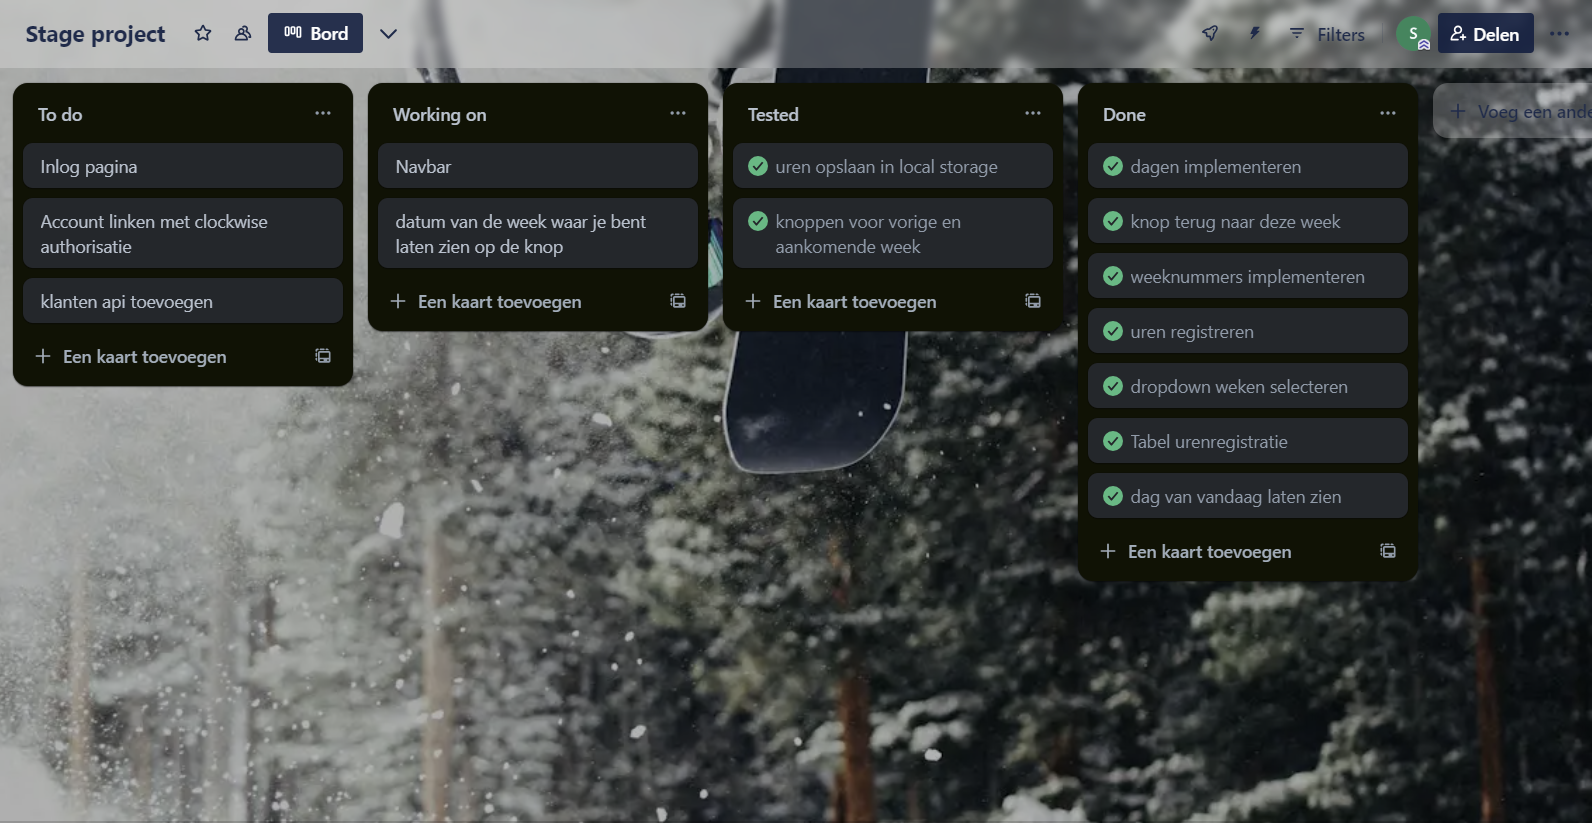 Stage project
Bord
Filters
S
Delen
To do
Inlog pagina
Account linken met clockwise
authorisatie
klanten api toevoegen
Een kaart toevoegen
Working on
Navbar
datum van de week waar je bent
laten zien op de knop
Een kaart toevoegen
Tested
uren opslaan in local storage
knoppen voor vorige en
aankomende week
Een kaart toevoegen
Done
dagen implementeren
knop terug naar deze week
weeknummers implementeren
uren registreren
dropdown weken selecteren
Tabel urenregistratie
dag van vandaag laten zien
Een kaart toevoegen
Voeg een ande